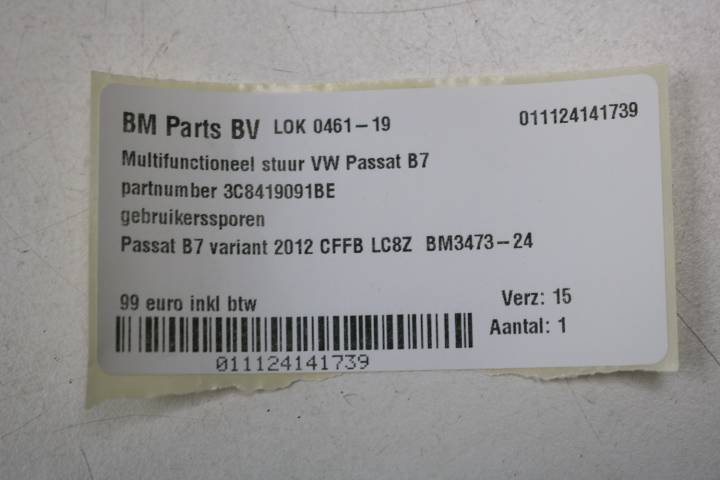 BM Parts BV LOK 0461-19 011124141739
Multifunctioneel stuur VW Passat B7
partnumber 3C8419091BE
gebruikerssporen
Passat B7 variant 2012 CFFB LC8Z BM3473-24
99 euro inkl btw Verz: 15
Aantal: 1
011124141739